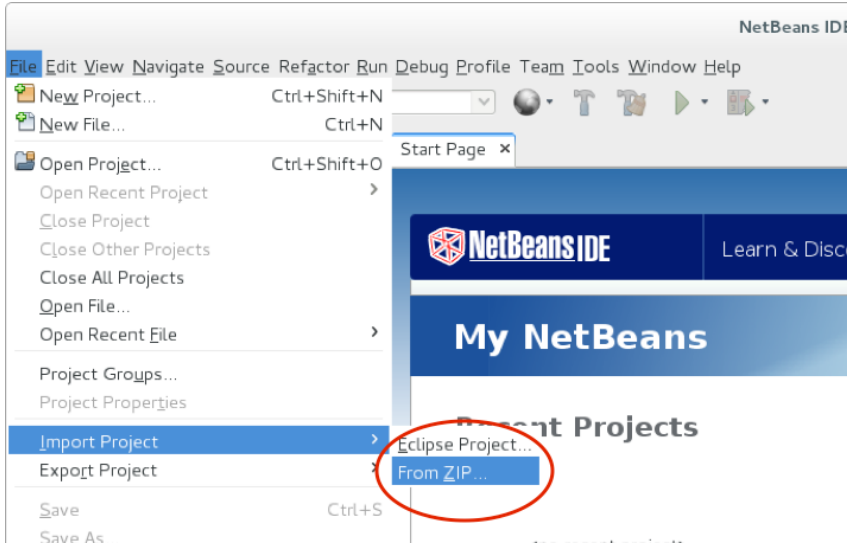 NetBeans IDE
File Edit View Navigate Source Refactor Run Debug Profile Team Tools Window Help
New Project... Ctrl+Shift+N
New File... Ctrl+N
Start Page ×
Open Project... Ctrl+Shift+O
Open Recent Project
Close Project
Close Other Projects
Close All Projects
Open File...
Open Recent File
Project Groups...
Project Properties
Import Project
Export Project
Save Ctrl+S
Save As
Eclipse Project...
From ZIP...
NetBeans IDE
Learn & Disco
My NetBeans
Recent Projects